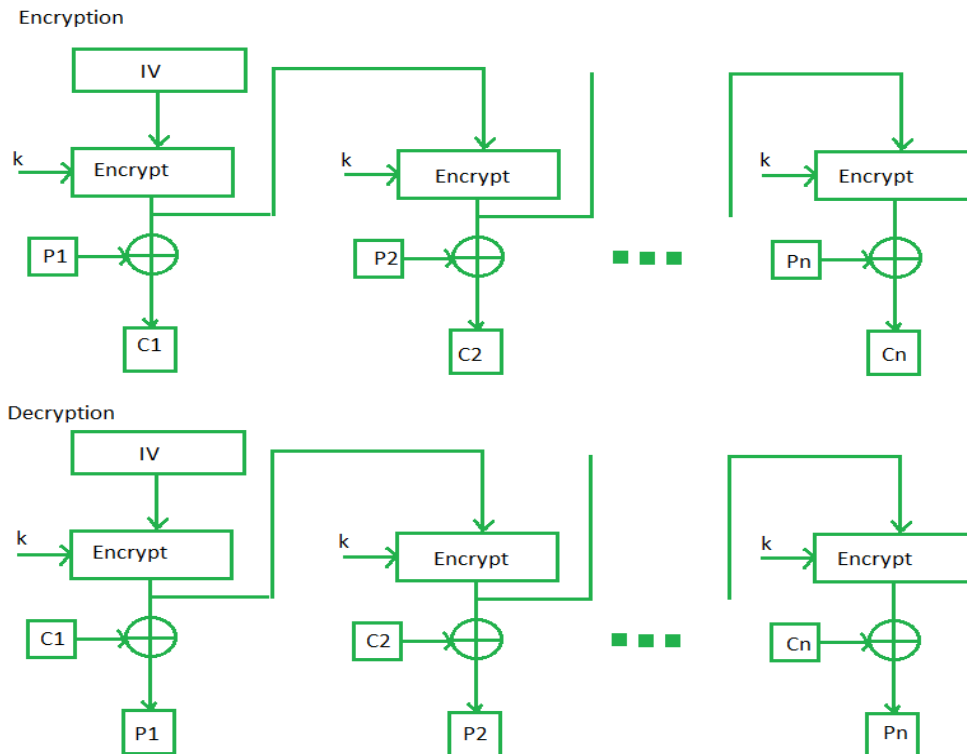 Encryption
IV
k Encrypt k Encrypt k Encrypt
P1 P2 Pn
C1 C2 Cn
Decryption
IV
k Encrypt k Encrypt k Encrypt
C1 C2 Cn
P1 P2 Pn